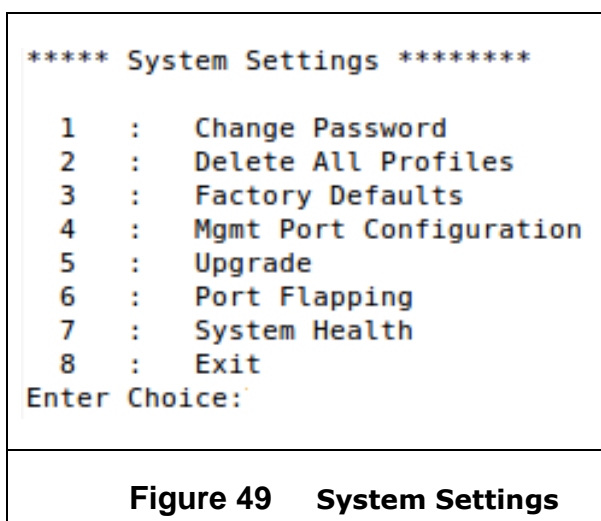 ***** System Settings ********
1 : Change Password
2 : Delete All Profiles
3 : Factory Defaults
4 : Mgmt Port Configuration
5 : Upgrade
6 : Port Flapping
7 : System Health
8 : Exit
Enter Choice:
Figure 49 System Settings